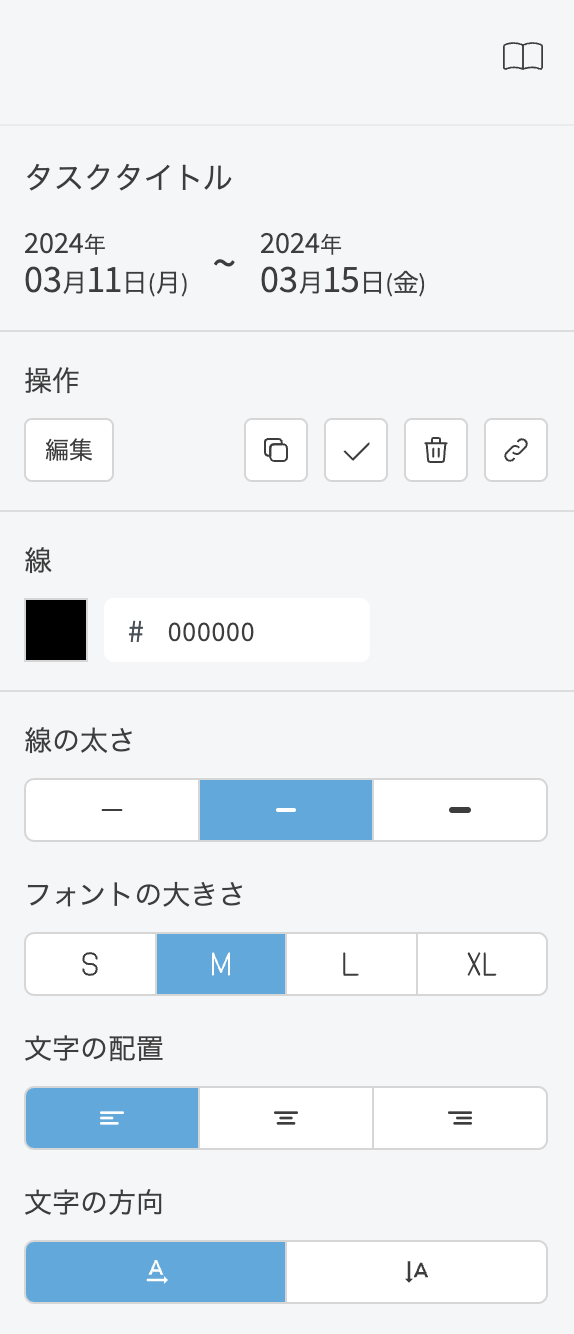 タスクタイトル
2024年 2024年
03月11日(月) ~ 03月15日(金)
操作
編集
線
# 000000
線の太さ
フォントの大きさ
S M L XL
文字の配置
文字の方向
A A